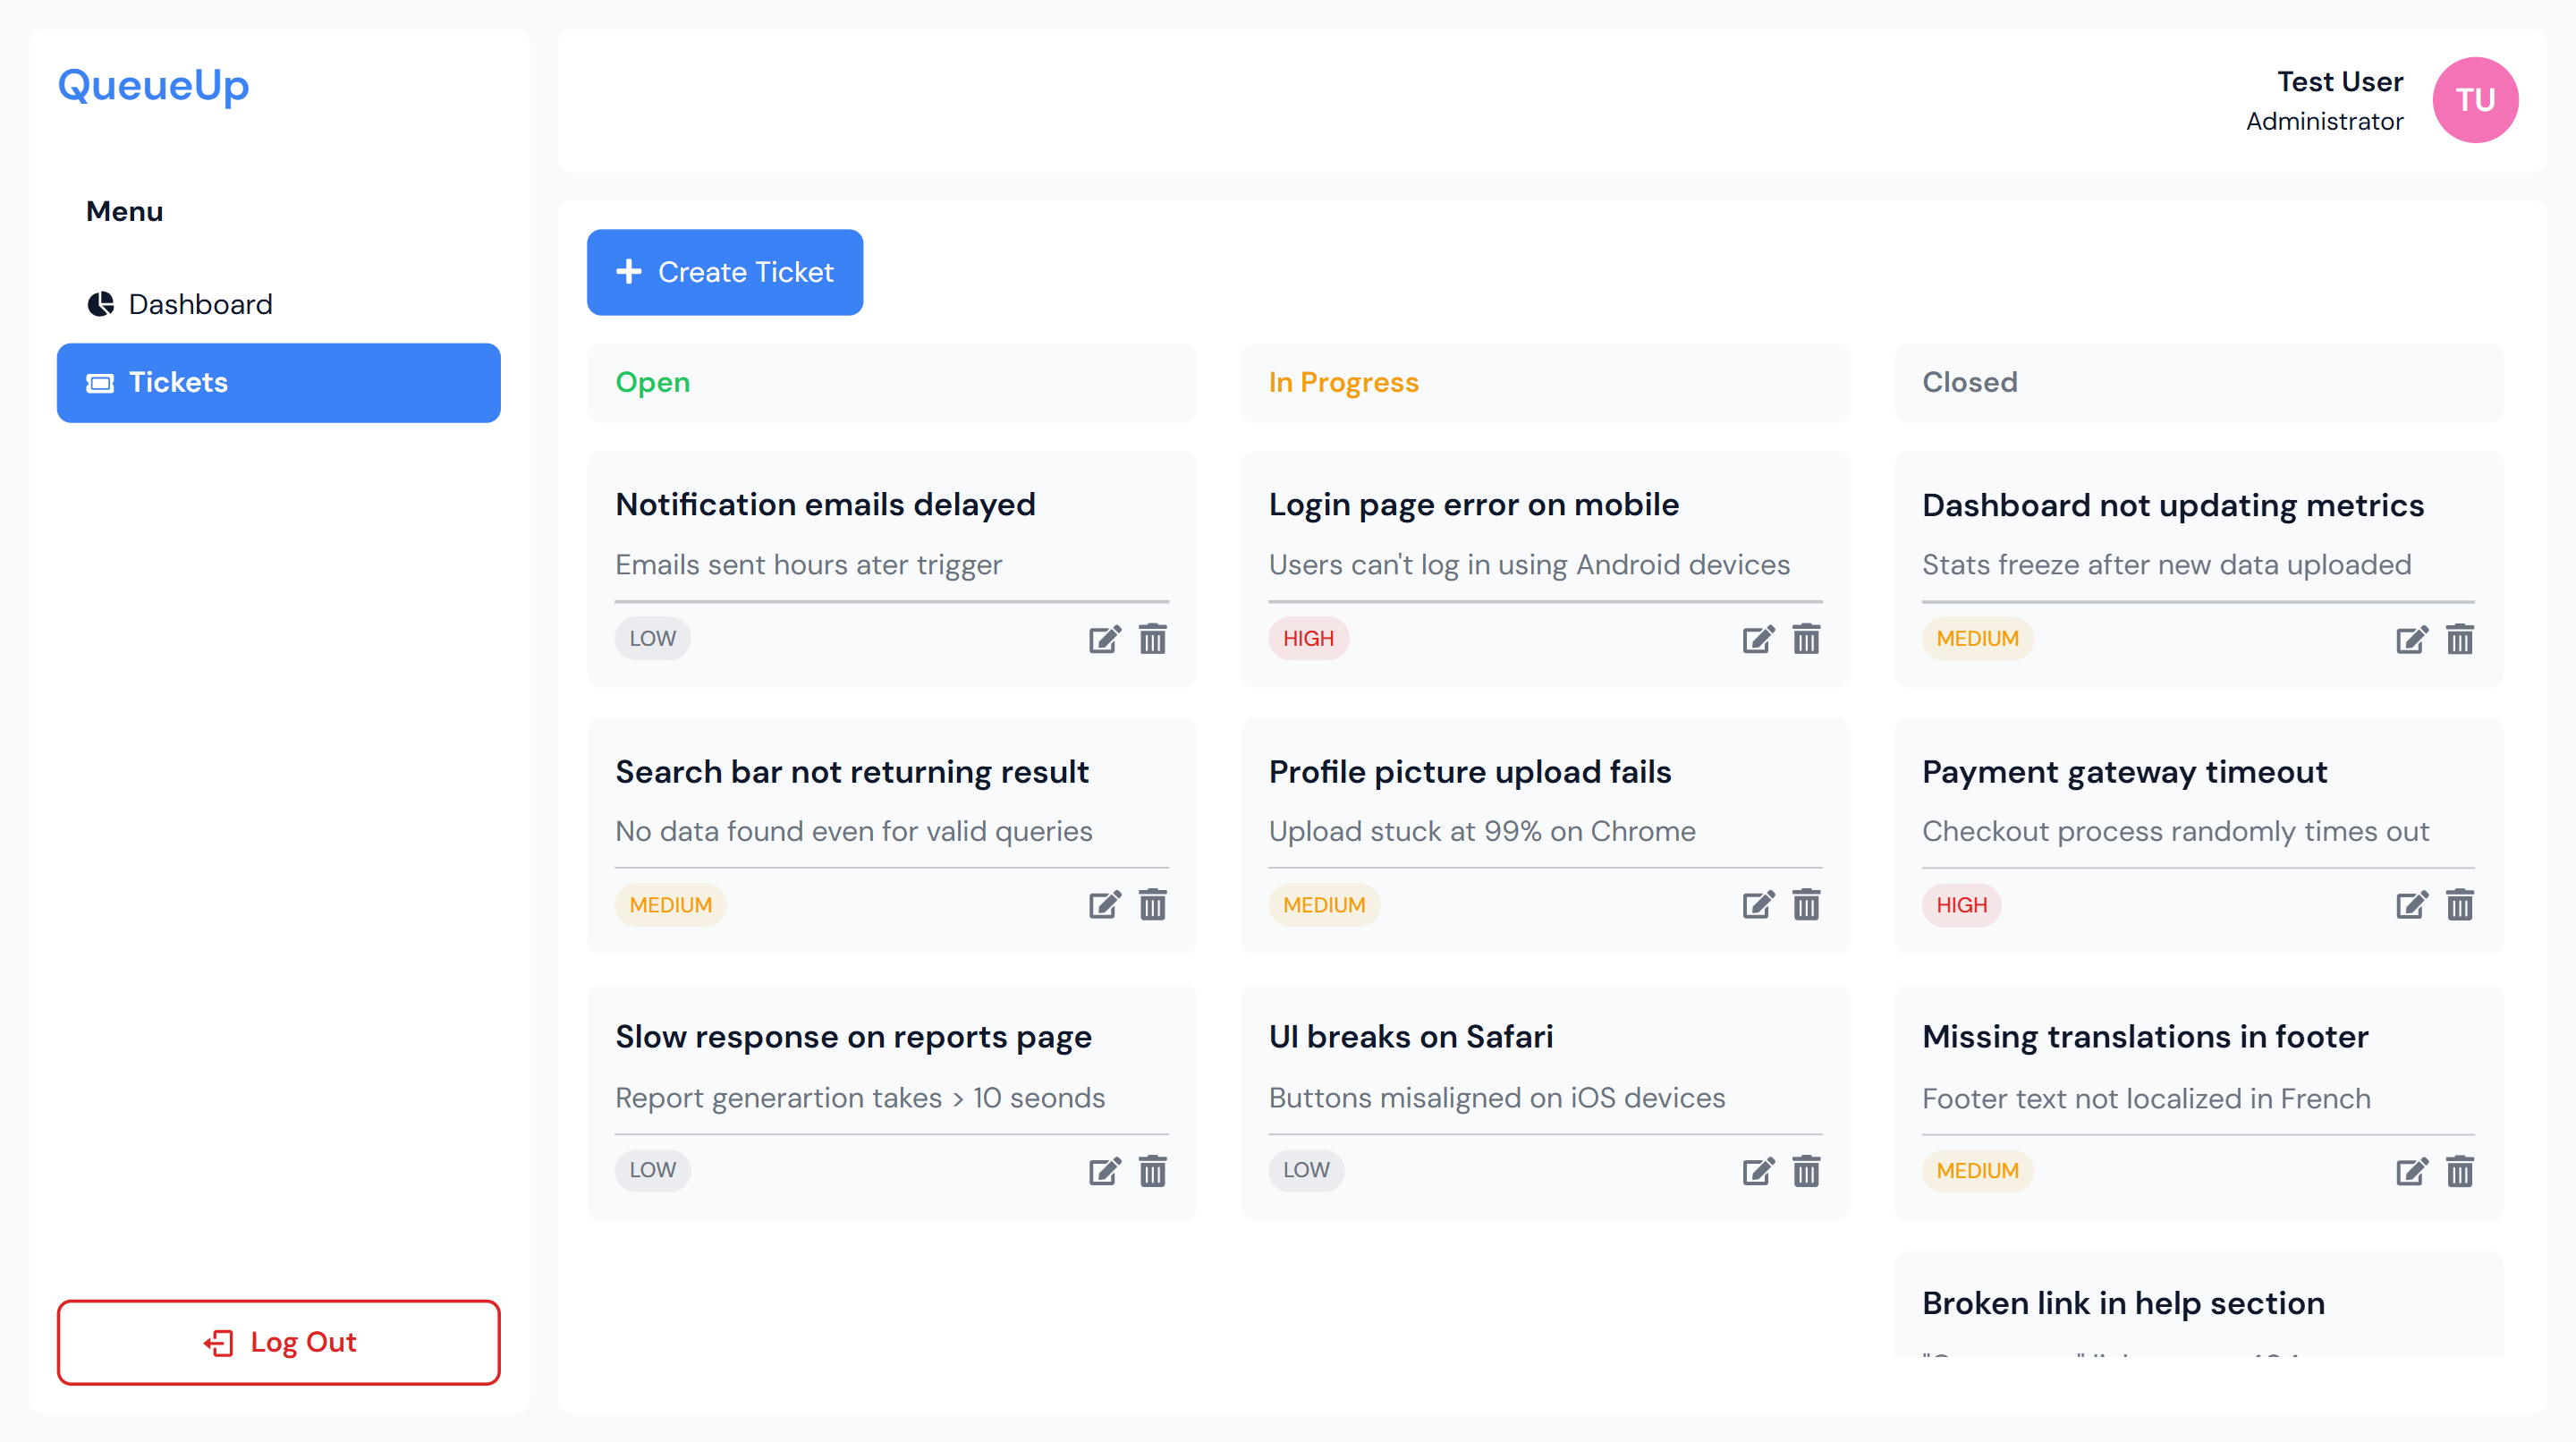 QueueUp
Menu
Dashboard
Tickets
Log Out
Test User
Administrator
TU
Create Ticket
Open
Notification emails delayed
Emails sent hours ater trigger
LOW
Search bar not returning result
No data found even for valid queries
MEDIUM
Slow response on reports page
Report generartion takes > 10 seonds
LOW
In Progress
Login page error on mobile
Users can't log in using Android devices
HIGH
Profile picture upload fails
Upload stuck at 99% on Chrome
MEDIUM
UI breaks on Safari
Buttons misaligned on iOS devices
LOW
Closed
Dashboard not updating metrics
Stats freeze after new data uploaded
MEDIUM
Payment gateway timeout
Checkout process randomly times out
HIGH
Missing translations in footer
Footer text not localized in French
MEDIUM
Broken link in help section